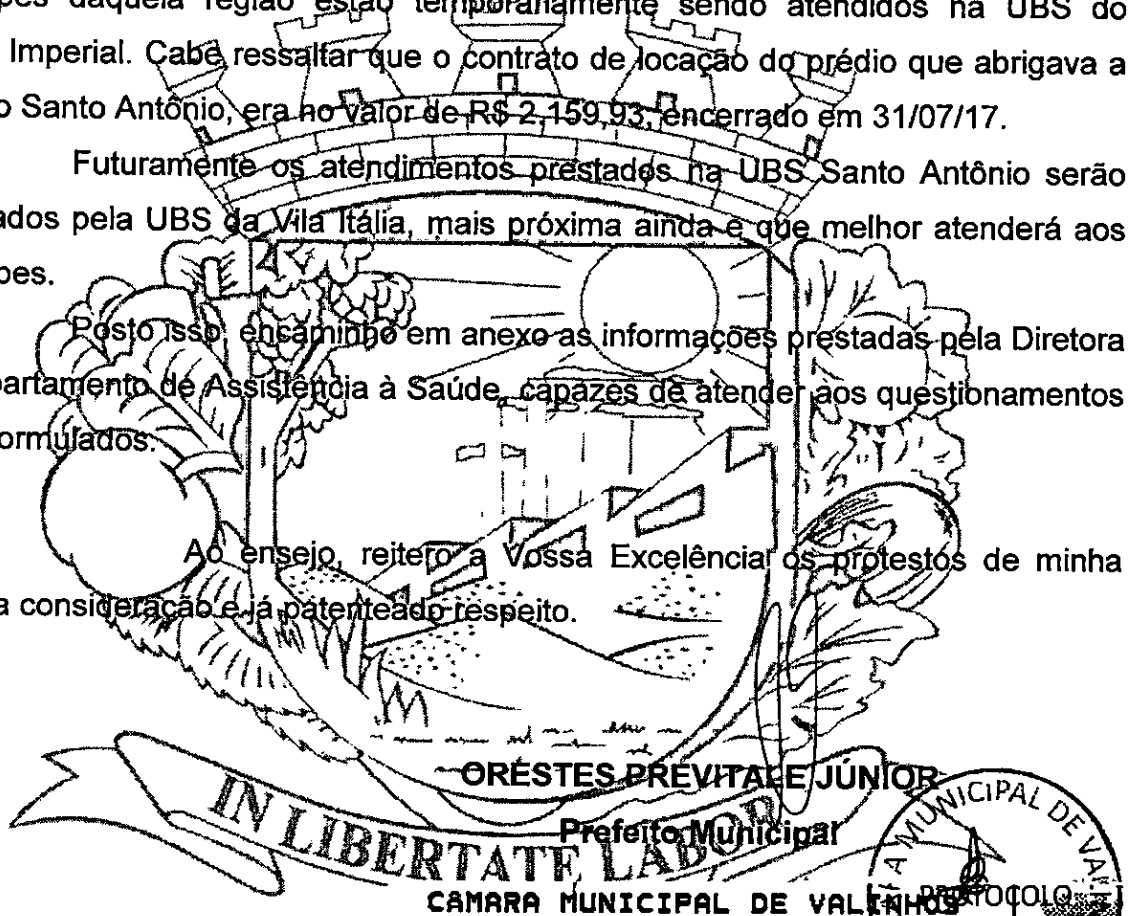 pes daquela região estão temporariamente sendo atendidos na UBS do
Imperial. Cabe ressaltar que o contrato de locação do prédio que abrigava a
o Santo Antônio, era no valor de R$ 2.159,93, encerrado em 31/07/17.
Futuramente os atendimentos prestados na UBS Santo Antônio serão
ados pela UBS da Vila Itália, mais próxima ainda e que melhor atenderá aos
pes.
Posto isso, encaminho em anexo as informações prestadas pela Diretora
partamento de Assistência à Saúde, capazes de atender aos questionamentos
ormulados.
Ao ensejo, reitero a Vossa Excelência os protestos de minha
a consideração e já patenteado respeito.
ORESTES PREVITALE JÚNIOR
Prefeito Municipal
IN LIBERTATE LABOR
A MUNICIPAL DE VA
PROTOCOLO
CAMARA MUNICIPAL DE VALINHOS